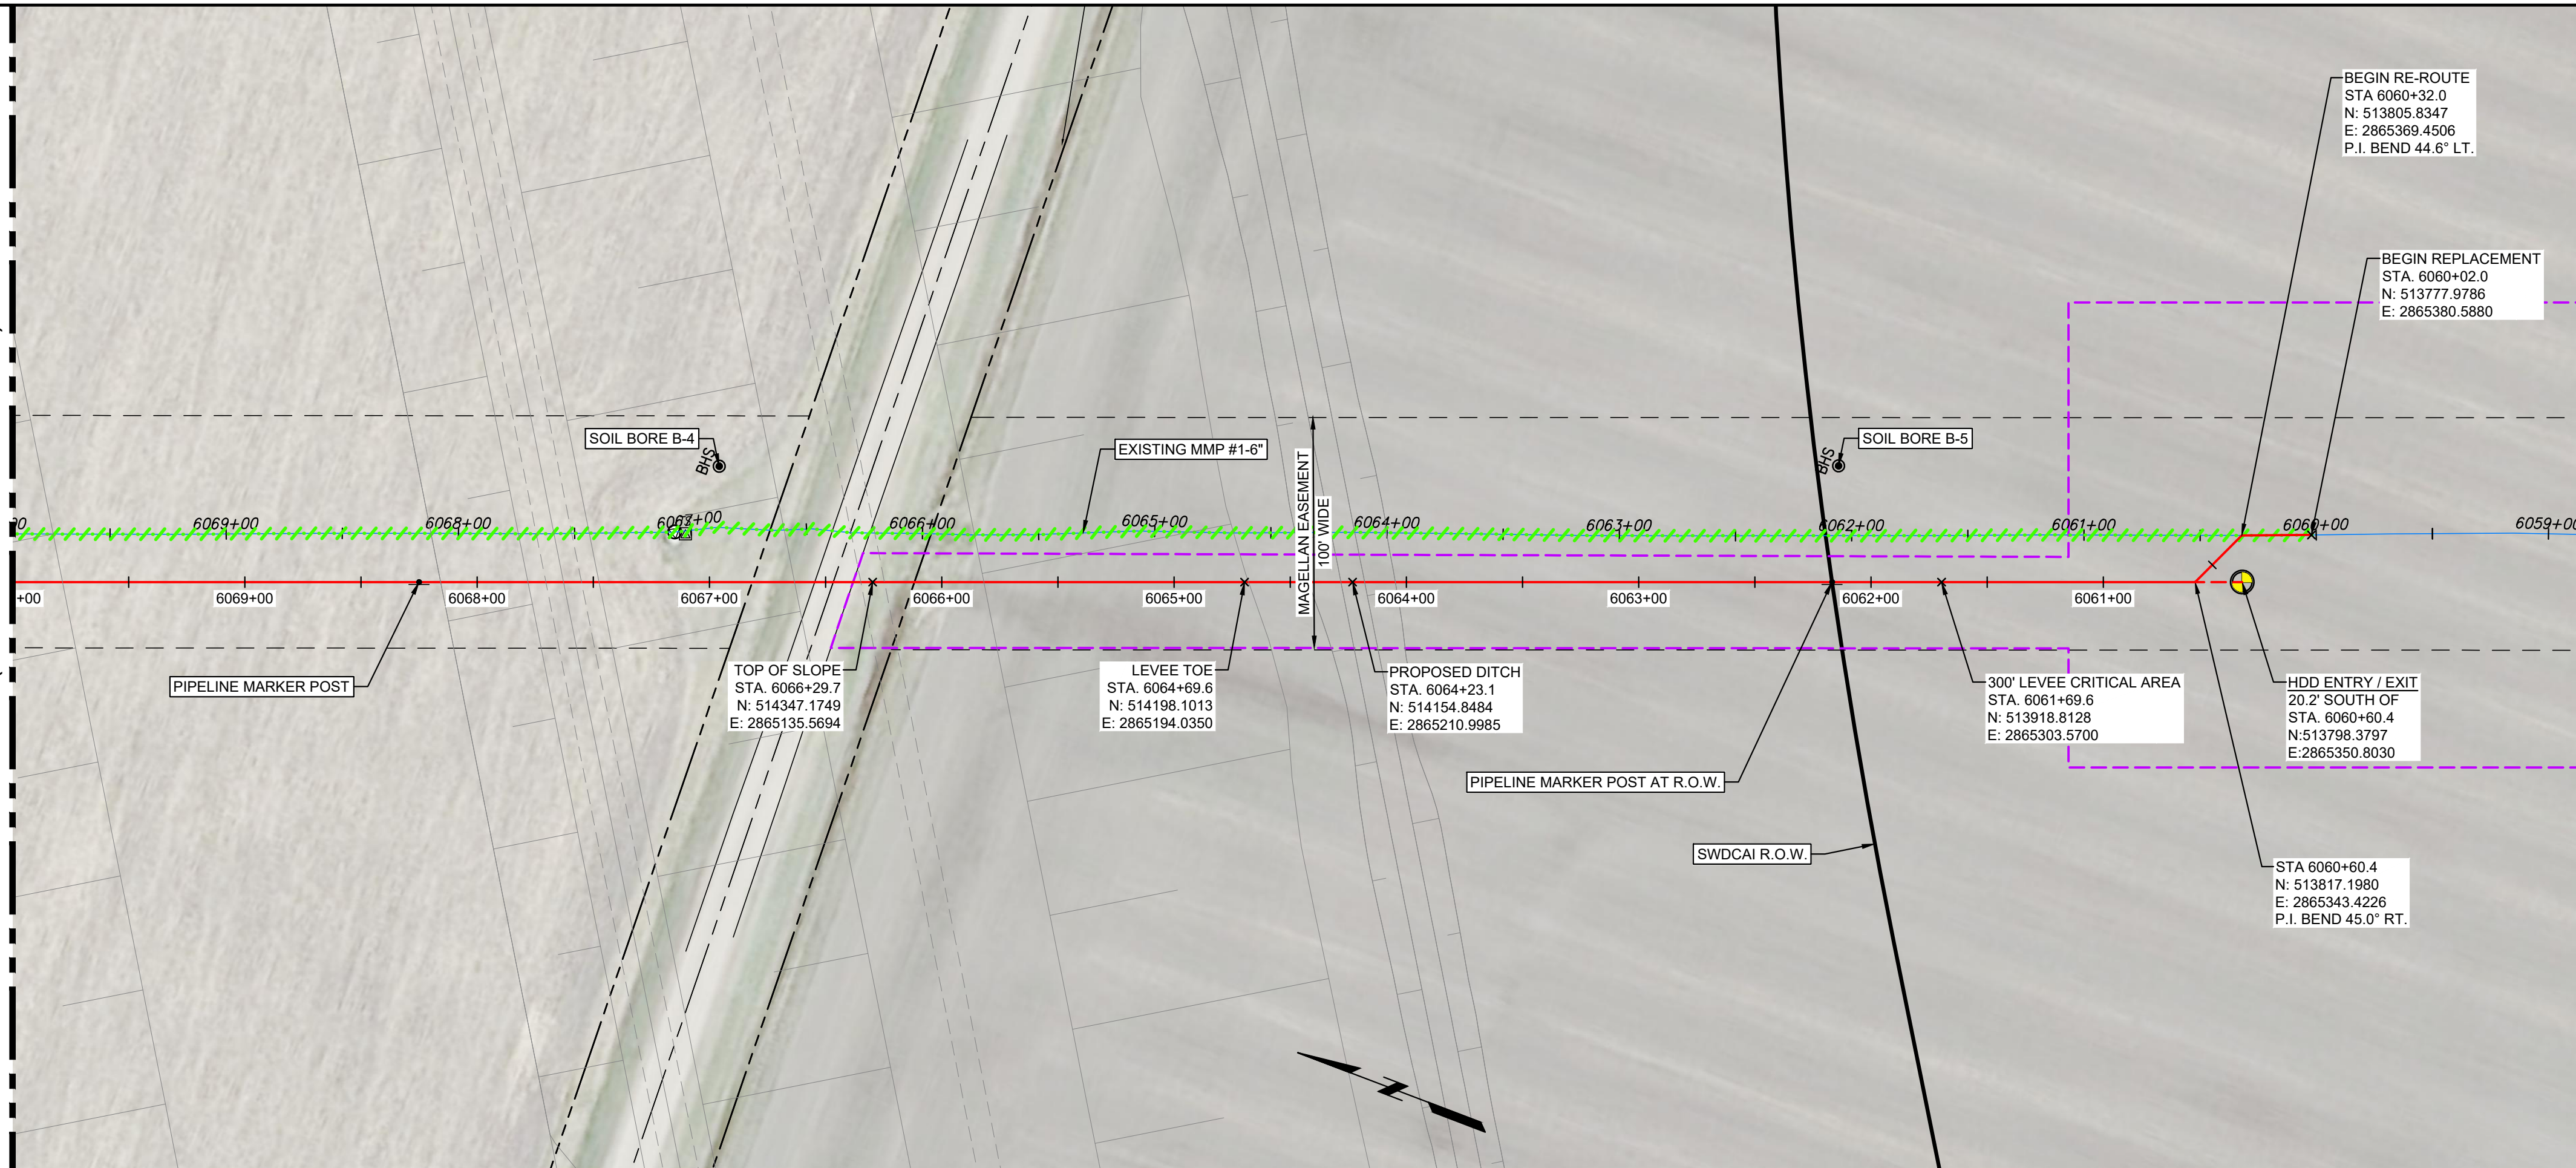 BEGIN RE-ROUTE
STA 6060+32.0
N: 513805.8347
E: 2865369.4506
P.I. BEND 44.6° LT.
BEGIN REPLACEMENT
STA. 6060+02.0
N: 513777.9786
E: 2865380.5880
SOIL BORE B-4
BHS
EXISTING MMP #1-6"
MAGELLAN EASEMENT
100' WIDE
SOIL BORE B-5
BHS
6069+00
6068+00
6067+00
6066+00
6065+00
6064+00
6063+00
6062+00
6061+00
6060+00
6059+00
+00
6069+00
6068+00
6067+00
6066+00
6065+00
6064+00
6063+00
6062+00
6061+00
PIPELINE MARKER POST
TOP OF SLOPE
STA. 6066+29.7
N: 514347.1749
E: 2865135.5694
LEVEE TOE
STA. 6064+69.6
N: 514198.1013
E: 2865194.0350
PROPOSED DITCH
STA. 6064+23.1
N: 514154.8484
E: 2865210.9985
PIPELINE MARKER POST AT R.O.W.
300' LEVEE CRITICAL AREA
STA. 6061+69.6
N: 513918.8128
E: 2865303.5700
HDD ENTRY / EXIT
20.2' SOUTH OF
STA. 6060+60.4
N:513798.3797
E:2865350.8030
SWDCAI R.O.W.
STA 6060+60.4
N: 513817.1980
E: 2865343.4226
P.I. BEND 45.0° RT.